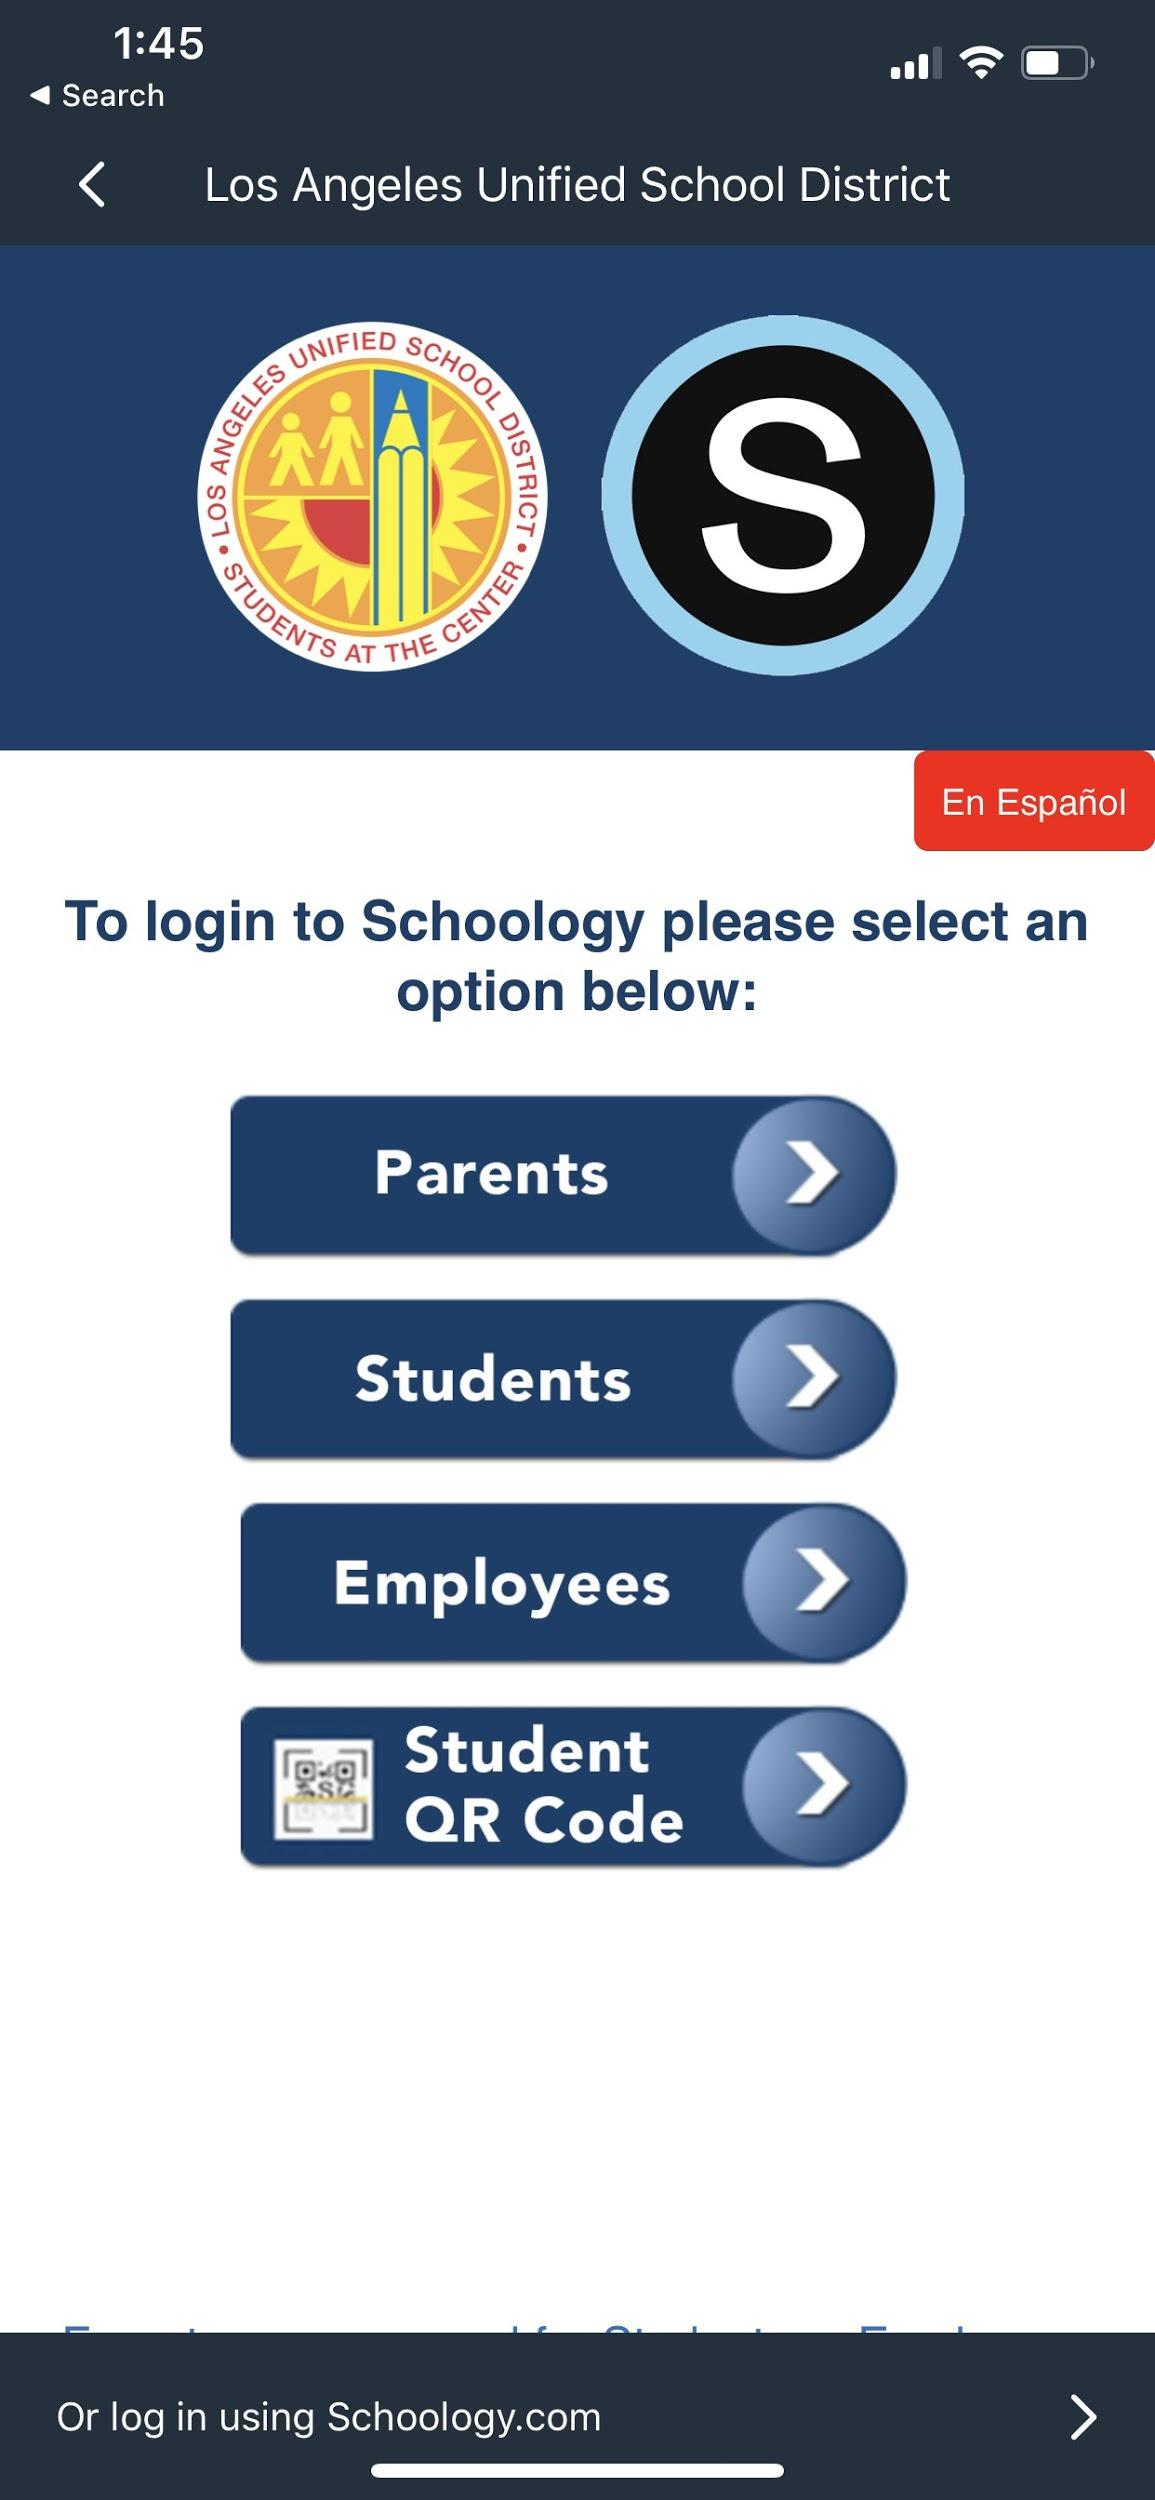 1:45
Search
Los Angeles Unified School District
LOS ANGELES UNIFIED SCHOOL DISTRICT • STUDENTS AT THE CENTER •
S
En Español
To login to Schoology please select an
option below:
Parents
Students
Employees
Student
QR Code
Or log in using Schoology.com